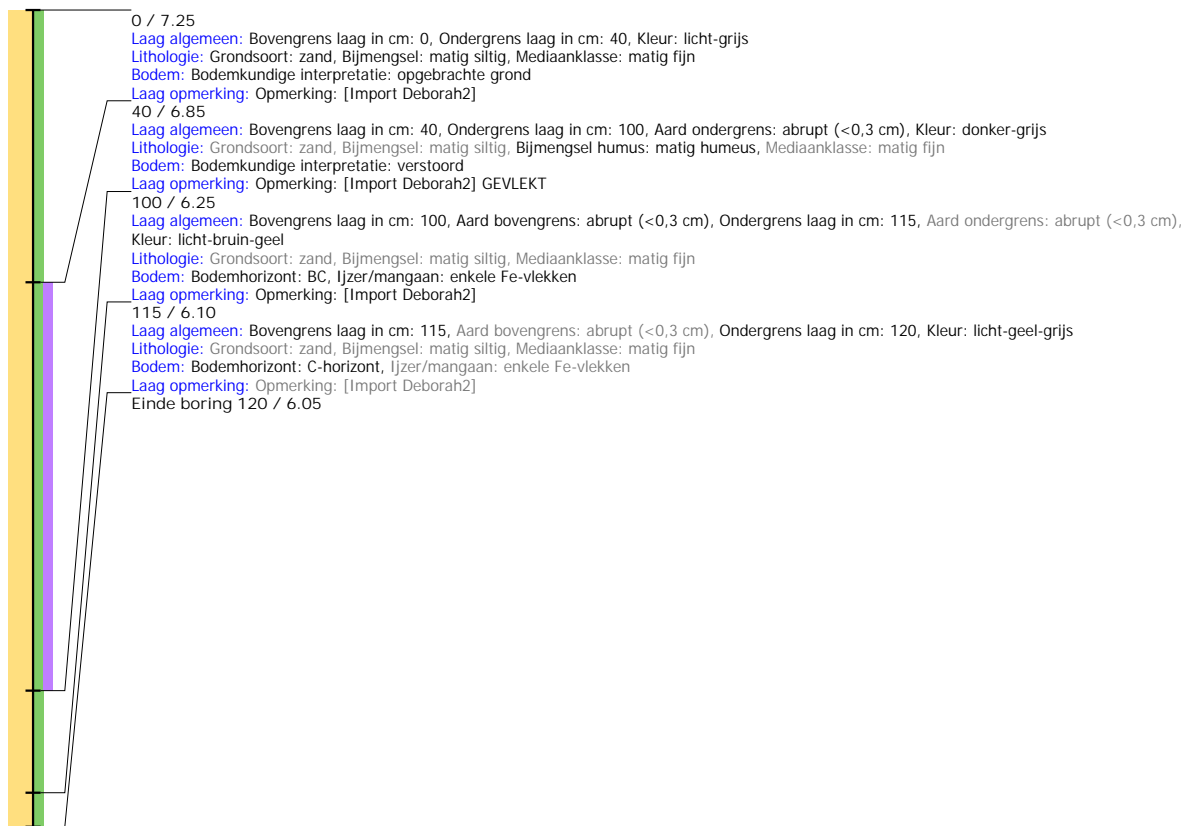 0 / 7.25
Laag algemeen: Bovengrens laag in cm: 0, Ondergrens laag in cm: 40, Kleur: licht-grijs
Lithologie: Grondsoort: zand, Bijmengsel: matig siltig, Mediaanklasse: matig fijn
Bodem: Bodemkundige interpretatie: opgebrachte grond
Laag opmerking: Opmerking: [Import Deborah2]
40 / 6.85
Laag algemeen: Bovengrens laag in cm: 40, Ondergrens laag in cm: 100, Aard ondergrens: abrupt (<0,3 cm), Kleur: donker-grijs
Lithologie: Grondsoort: zand, Bijmengsel: matig siltig, Bijmengsel humus: matig humeus, Mediaanklasse: matig fijn
Bodem: Bodemkundige interpretatie: verstoord
Laag opmerking: Opmerking: [Import Deborah2] GEVLEKT
100 / 6.25
Laag algemeen: Bovengrens laag in cm: 100, Aard bovengrens: abrupt (<0,3 cm), Ondergrens laag in cm: 115, Aard ondergrens: abrupt (<0,3 cm),
Kleur: licht-bruin-geel
Lithologie: Grondsoort: zand, Bijmengsel: matig siltig, Mediaanklasse: matig fijn
Bodem: Bodemhorizont: BC, Ijzer/mangaan: enkele Fe-vlekken
Laag opmerking: Opmerking: [Import Deborah2]
115 / 6.10
Laag algemeen: Bovengrens laag in cm: 115, Aard bovengrens: abrupt (<0,3 cm), Ondergrens laag in cm: 120, Kleur: licht-geel-grijs
Lithologie: Grondsoort: zand, Bijmengsel: matig siltig, Mediaanklasse: matig fijn
Bodem: Bodemhorizont: C-horizont, Ijzer/mangaan: enkele Fe-vlekken
Laag opmerking: Opmerking: [Import Deborah2]
Einde boring 120 / 6.05